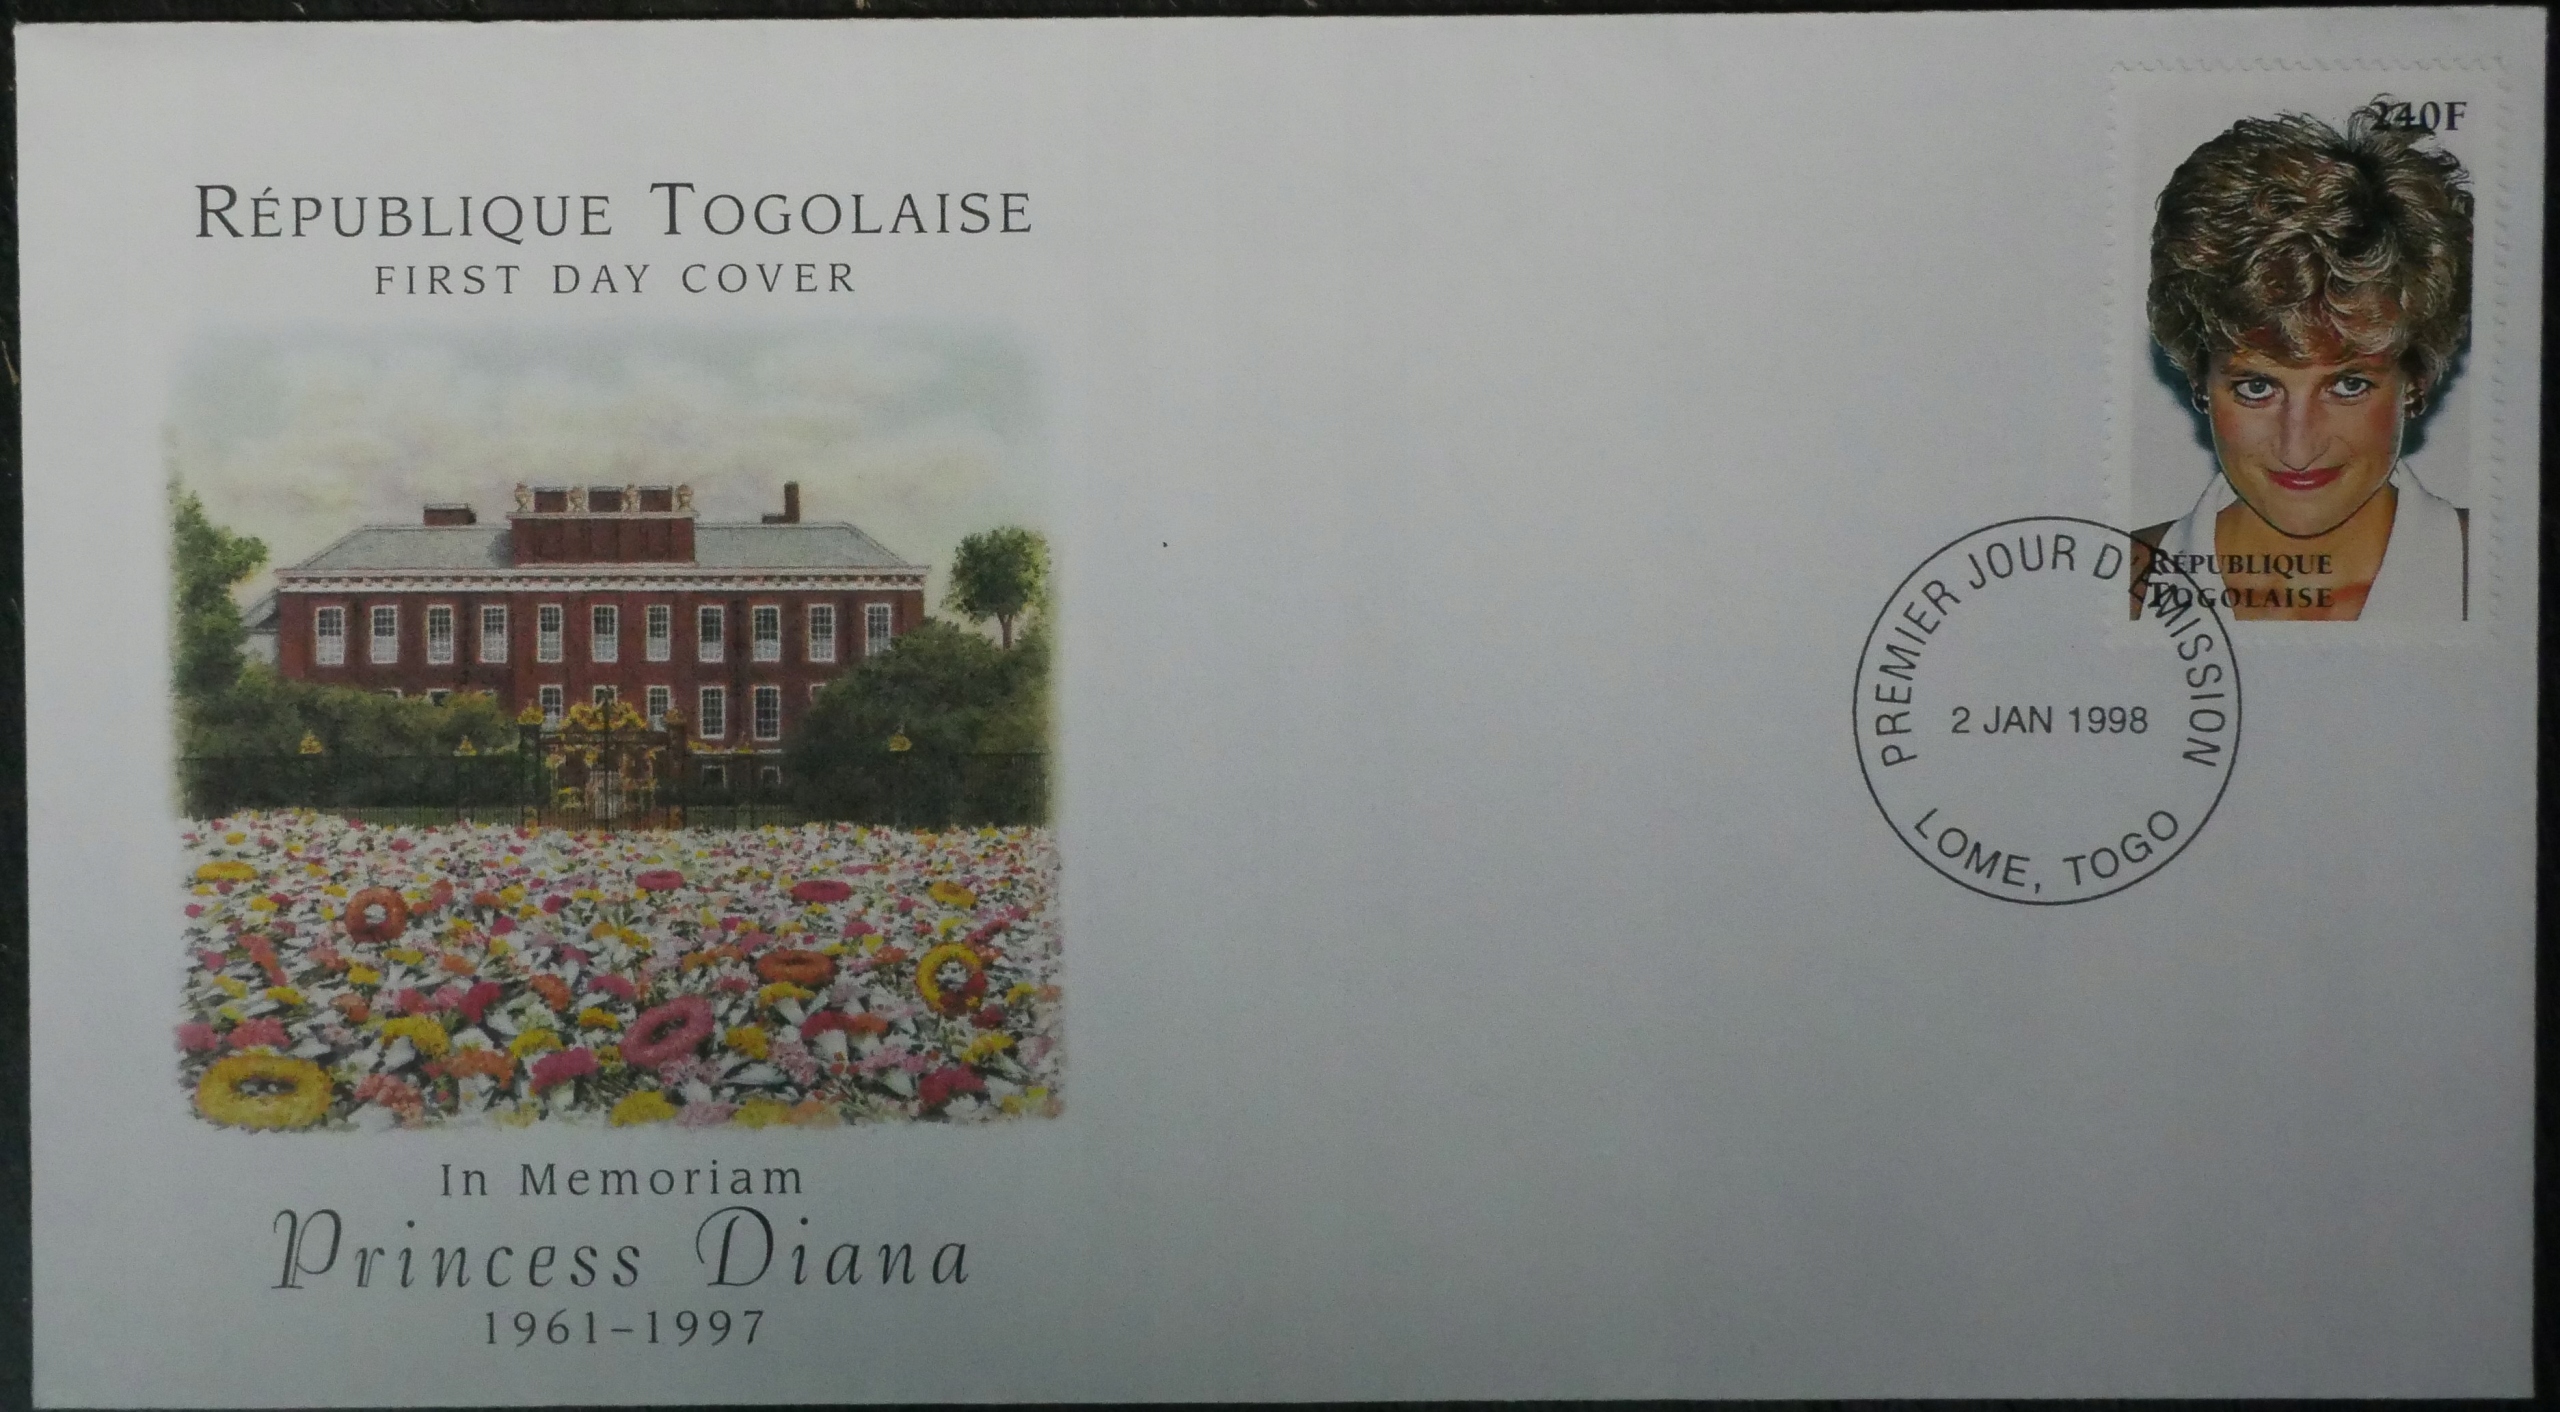 RÉPUBLIQUE TOGOLAISE
FIRST DAY COVER
240F
RÉPUBLIQUE
TOGOLAISE
PREMIER JOUR D'ÉMISSION
2 JAN 1998
LOME, TOGO
In Memoriam
Princess Diana
1961–1997